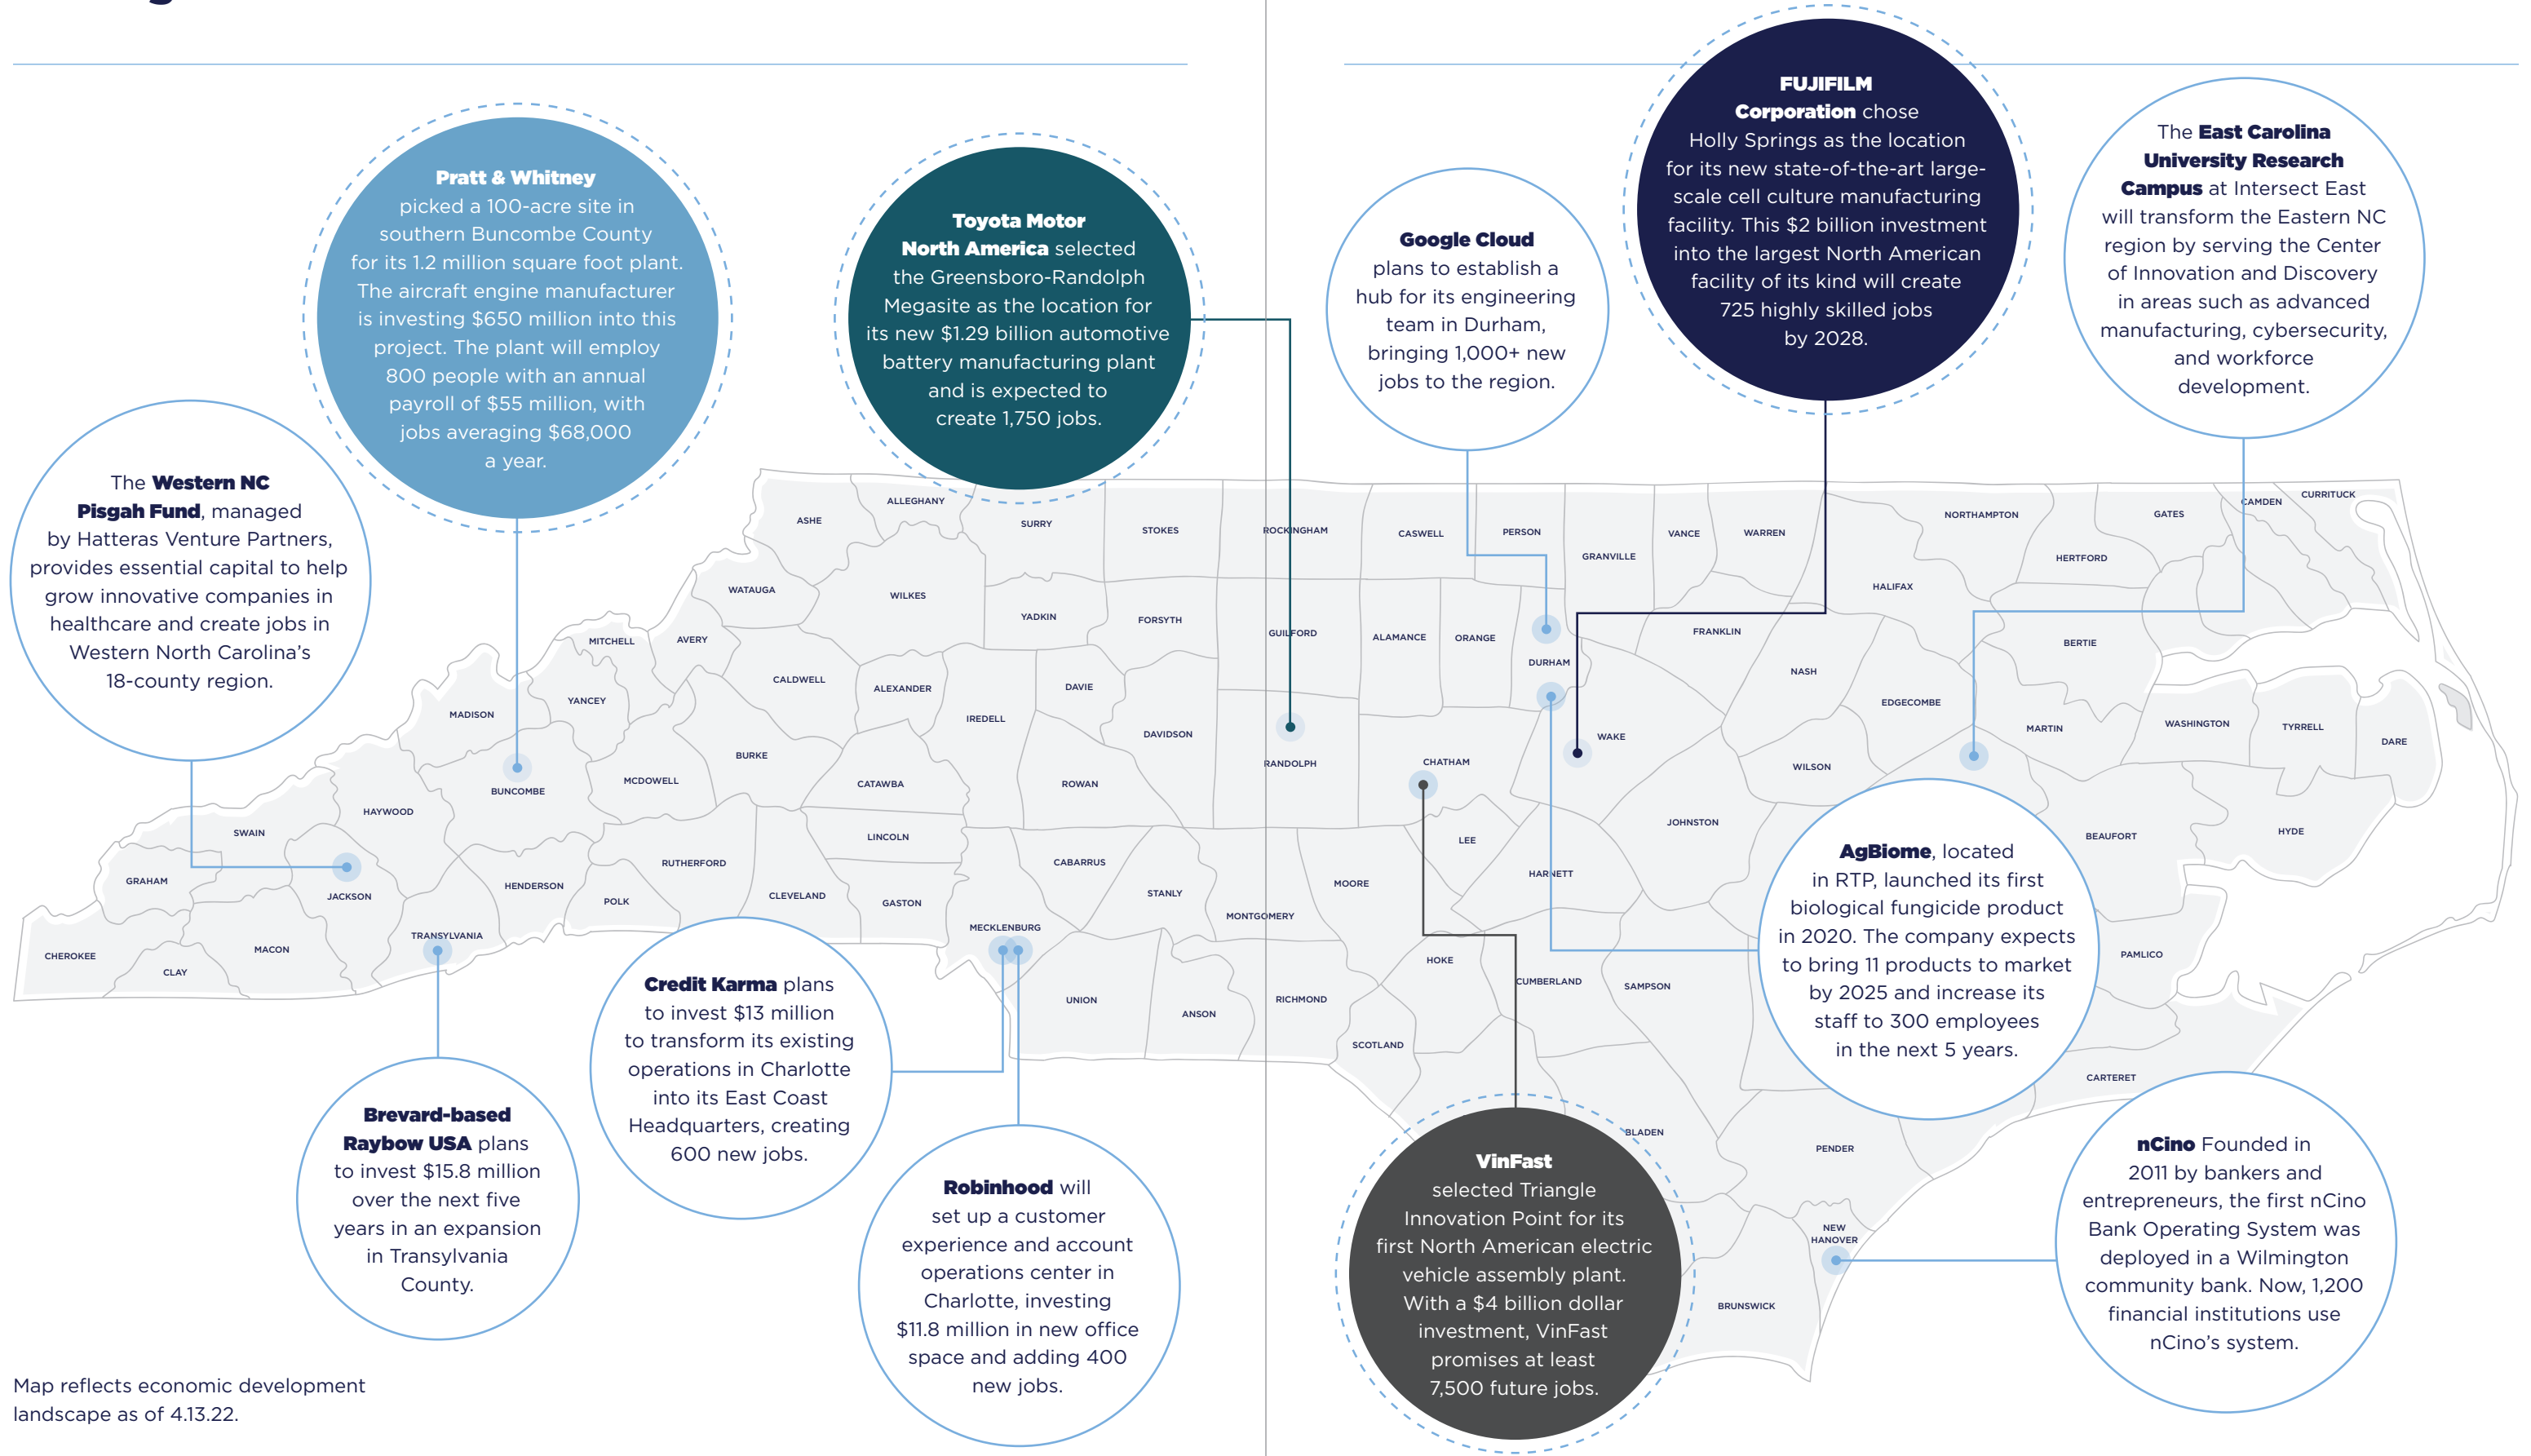 Pratt & Whitney
picked a 100-acre site in
southern Buncombe County
for its 1.2 million square foot plant.
The aircraft engine manufacturer
is investing $650 million into this
project. The plant will employ
800 people with an annual
payroll of $55 million, with
jobs averaging $68,000
a year.
Toyota Motor
North America selected
the Greensboro-Randolph
Megasite as the location for
its new $1.29 billion automotive
battery manufacturing plant
and is expected to
create 1,750 jobs.
Google Cloud
plans to establish a
hub for its engineering
team in Durham,
bringing 1,000+ new
jobs to the region.
FUJIFILM
Corporation chose
Holly Springs as the location
for its new state-of-the-art large-
scale cell culture manufacturing
facility. This $2 billion investment
into the largest North American
facility of its kind will create
725 highly skilled jobs
by 2028.
The East Carolina
University Research
Campus at Intersect East
will transform the Eastern NC
region by serving the Center
of Innovation and Discovery
in areas such as advanced
manufacturing, cybersecurity,
and workforce
development.
The Western NC
Pisgah Fund, managed
by Hatteras Venture Partners,
provides essential capital to help
grow innovative companies in
healthcare and create jobs in
Western North Carolina's
18-county region.
ASHE
ALLEGHANY
SURRY
STOKES
ROCKINGHAM
CASWELL
PERSON
GRANVILLE
VANCE
WARREN
NORTHAMPTON
GATES
CAMDEN
CURRITUCK
HERTFORD
HALIFAX
WATAUGA
WILKES
YADKIN
FORSYTH
GUILFORD
ALAMANCE
ORANGE
DURHAM
FRANKLIN
NASH
BERTIE
MITCHELL
AVERY
CALDWELL
ALEXANDER
IREDELL
DAVIE
DAVIDSON
RANDOLPH
CHATHAM
WAKE
WILSON
EDGECOMBE
MARTIN
WASHINGTON
TYRRELL
DARE
MADISON
YANCEY
BUNCOMBE
MCDOWELL
BURKE
CATAWBA
ROWAN
HAYWOOD
SWAIN
GRAHAM
JACKSON
HENDERSON
POLK
RUTHERFORD
CLEVELAND
LINCOLN
GASTON
CABARRUS
STANLY
MONTGOMERY
MOORE
LEE
HARNETT
JOHNSTON
BEAUFORT
HYDE
CHEROKEE
CLAY
MACON
TRANSYLVANIA
MECKLENBURG
UNION
ANSON
RICHMOND
HOKE
SCOTLAND
CUMBERLAND
SAMPSON
PAMLICO
CARTERET
BLADEN
PENDER
NEW
HANOVER
BRUNSWICK
AgBiome, located
in RTP, launched its first
biological fungicide product
in 2020. The company expects
to bring 11 products to market
by 2025 and increase its
staff to 300 employees
in the next 5 years.
Brevard-based
Raybow USA plans
to invest $15.8 million
over the next five
years in an expansion
in Transylvania
County.
Credit Karma plans
to invest $13 million
to transform its existing
operations in Charlotte
into its East Coast
Headquarters, creating
600 new jobs.
Robinhood will
set up a customer
experience and account
operations center in
Charlotte, investing
$11.8 million in new office
space and adding 400
new jobs.
VinFast
selected Triangle
Innovation Point for its
first North American electric
vehicle assembly plant.
With a $4 billion dollar
investment, VinFast
promises at least
7,500 future jobs.
nCino Founded in
2011 by bankers and
entrepreneurs, the first nCino
Bank Operating System was
deployed in a Wilmington
community bank. Now, 1,200
financial institutions use
nCino's system.
Map reflects economic development
landscape as of 4.13.22.